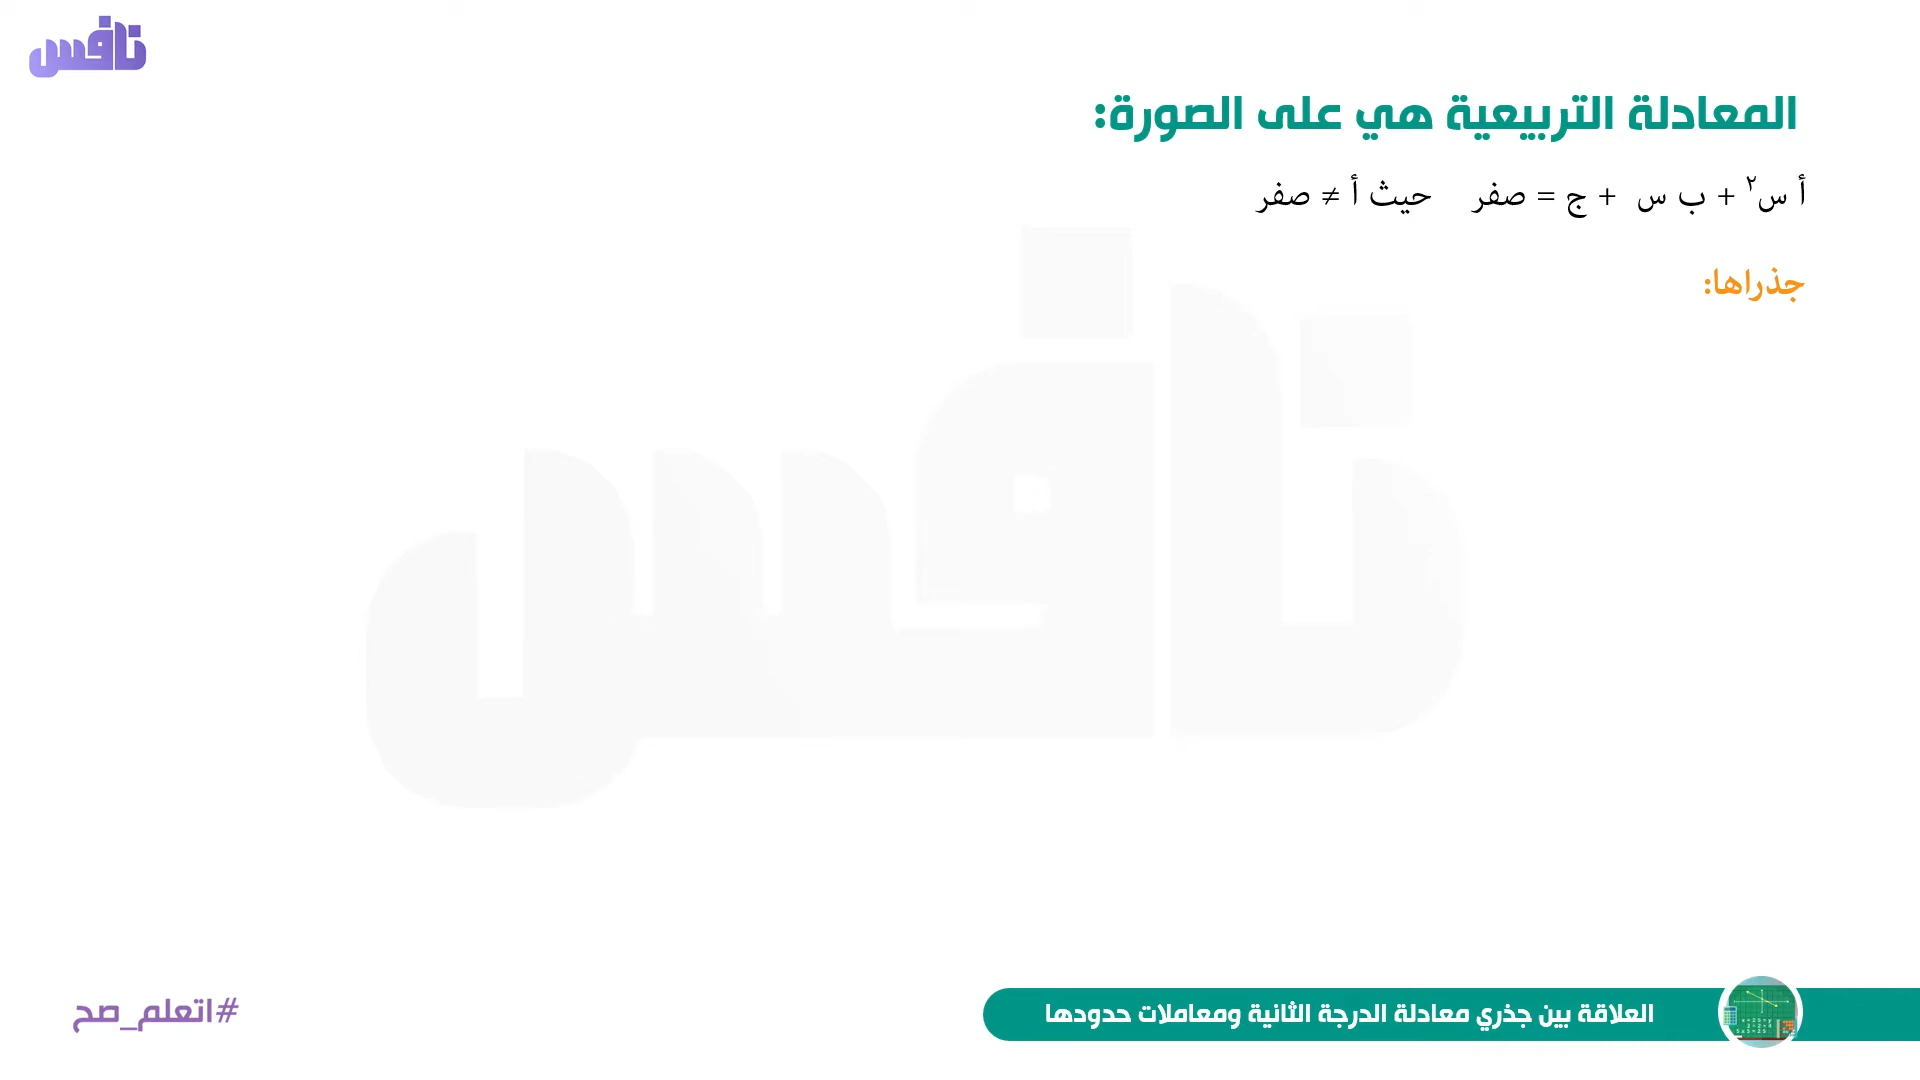 نافس
المعادلة التربيعية هي على الصورة:
أ س٢ + ب س + ج = صفر حيث أ ≠ صفر
جذراها:
نافس
العلاقة بين جذري معادلة الدرجة الثانية ومعاملات حدودها
#اتعلم_صح